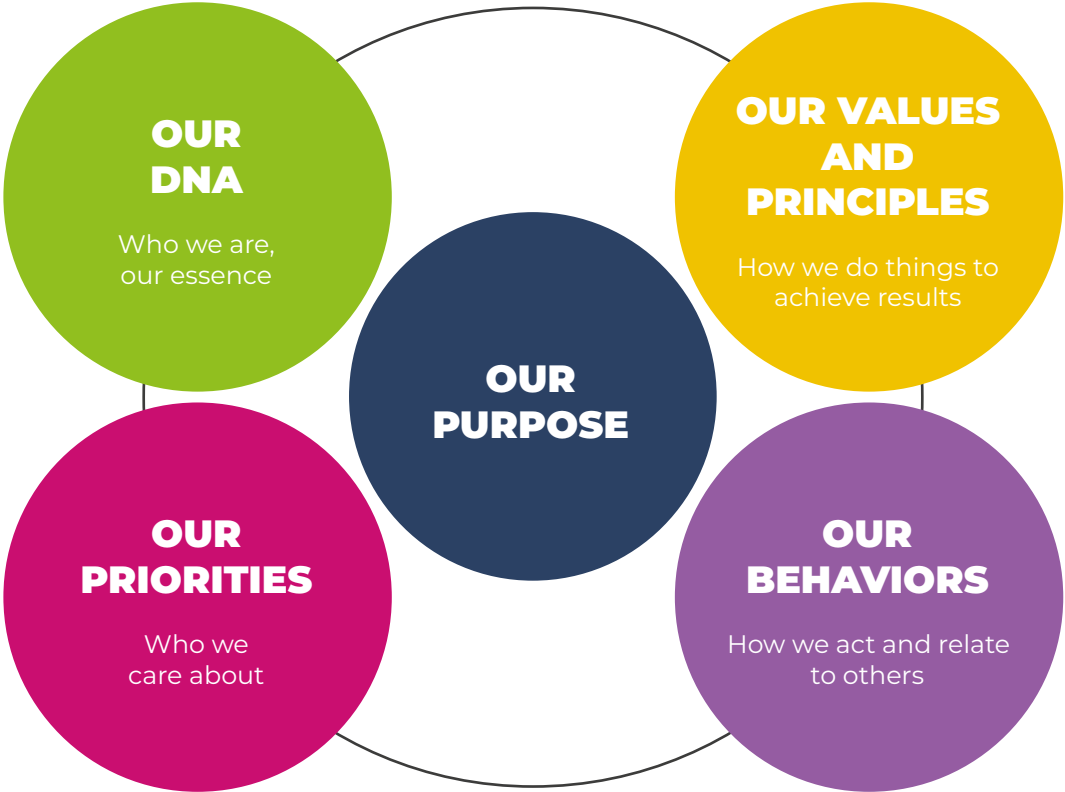 OUR
DNA
Who we are,
our essence
OUR VALUES
AND
PRINCIPLES
How we do things to
achieve results
OUR
PURPOSE
OUR
PRIORITIES
Who we
care about
OUR
BEHAVIORS
How we act and relate
to others